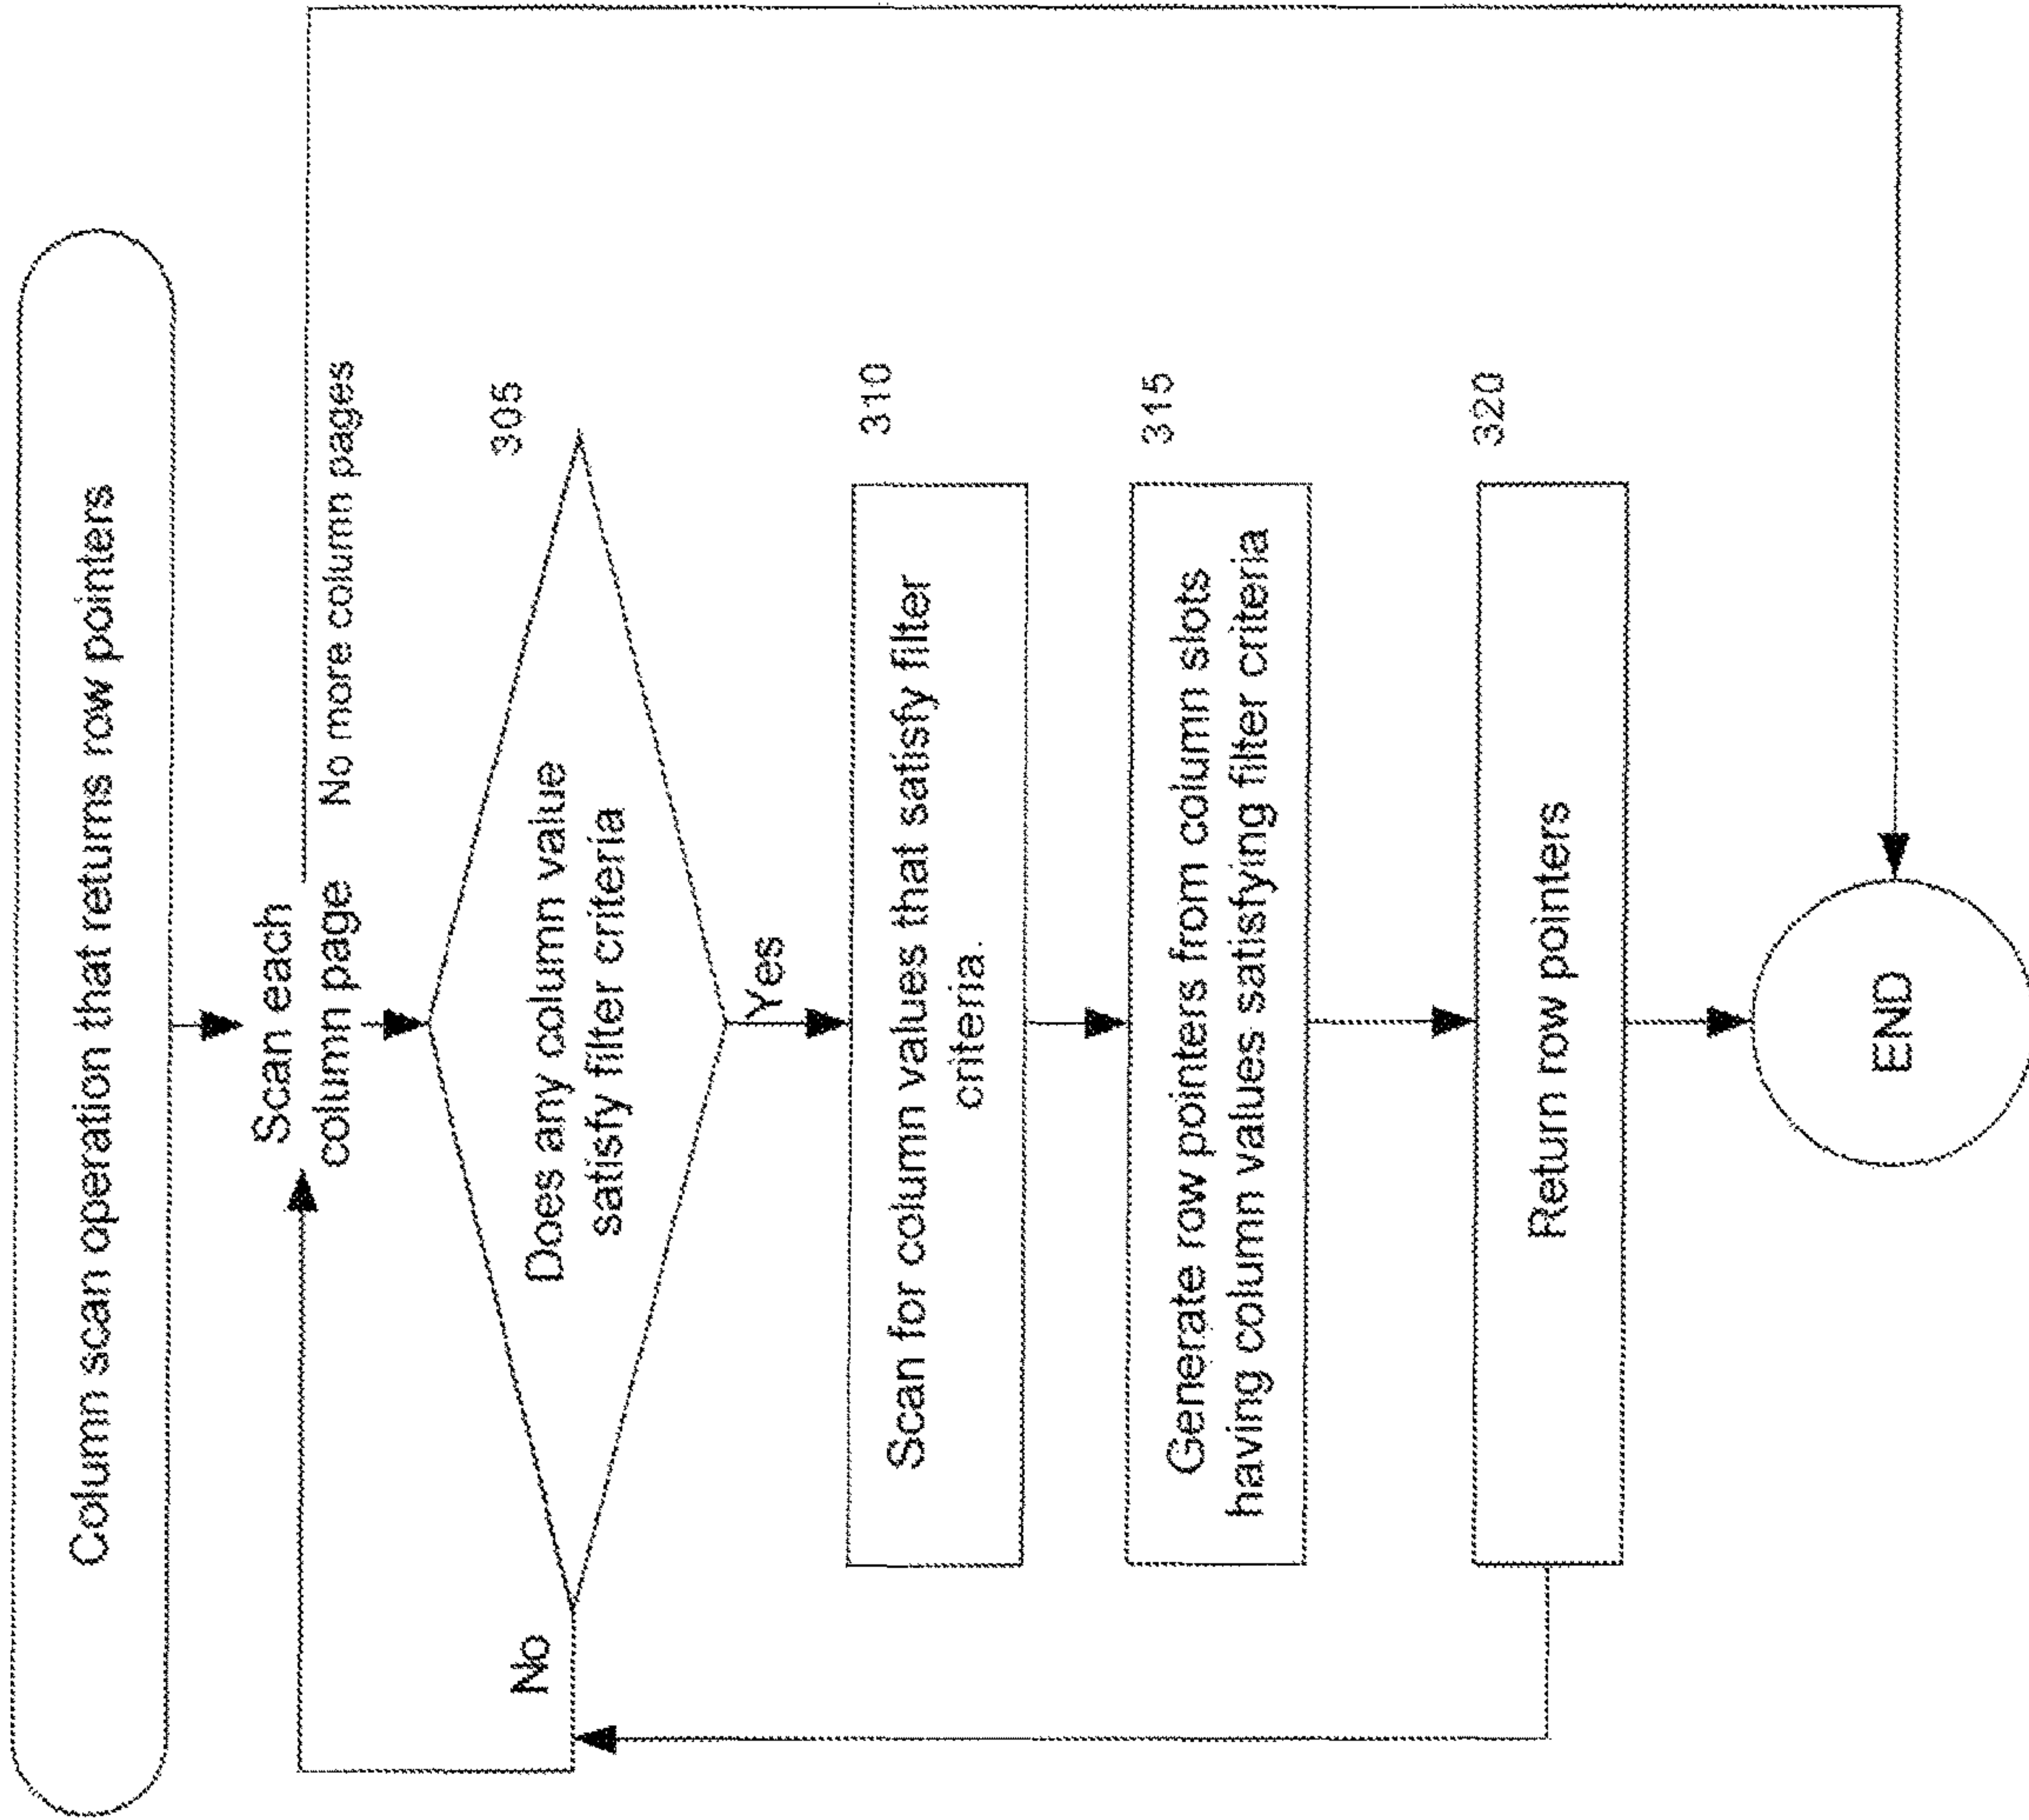 Column scan operation that returns row pointers
Scan each
column page
No more column pages
305
Does any column value
satisfy filter criteria
No
Yes
310
Scan for column values that satisfy filter
criteria.
315
Generate row pointers from column slots
having column values satisfying filter criteria
320
Return row pointers
END